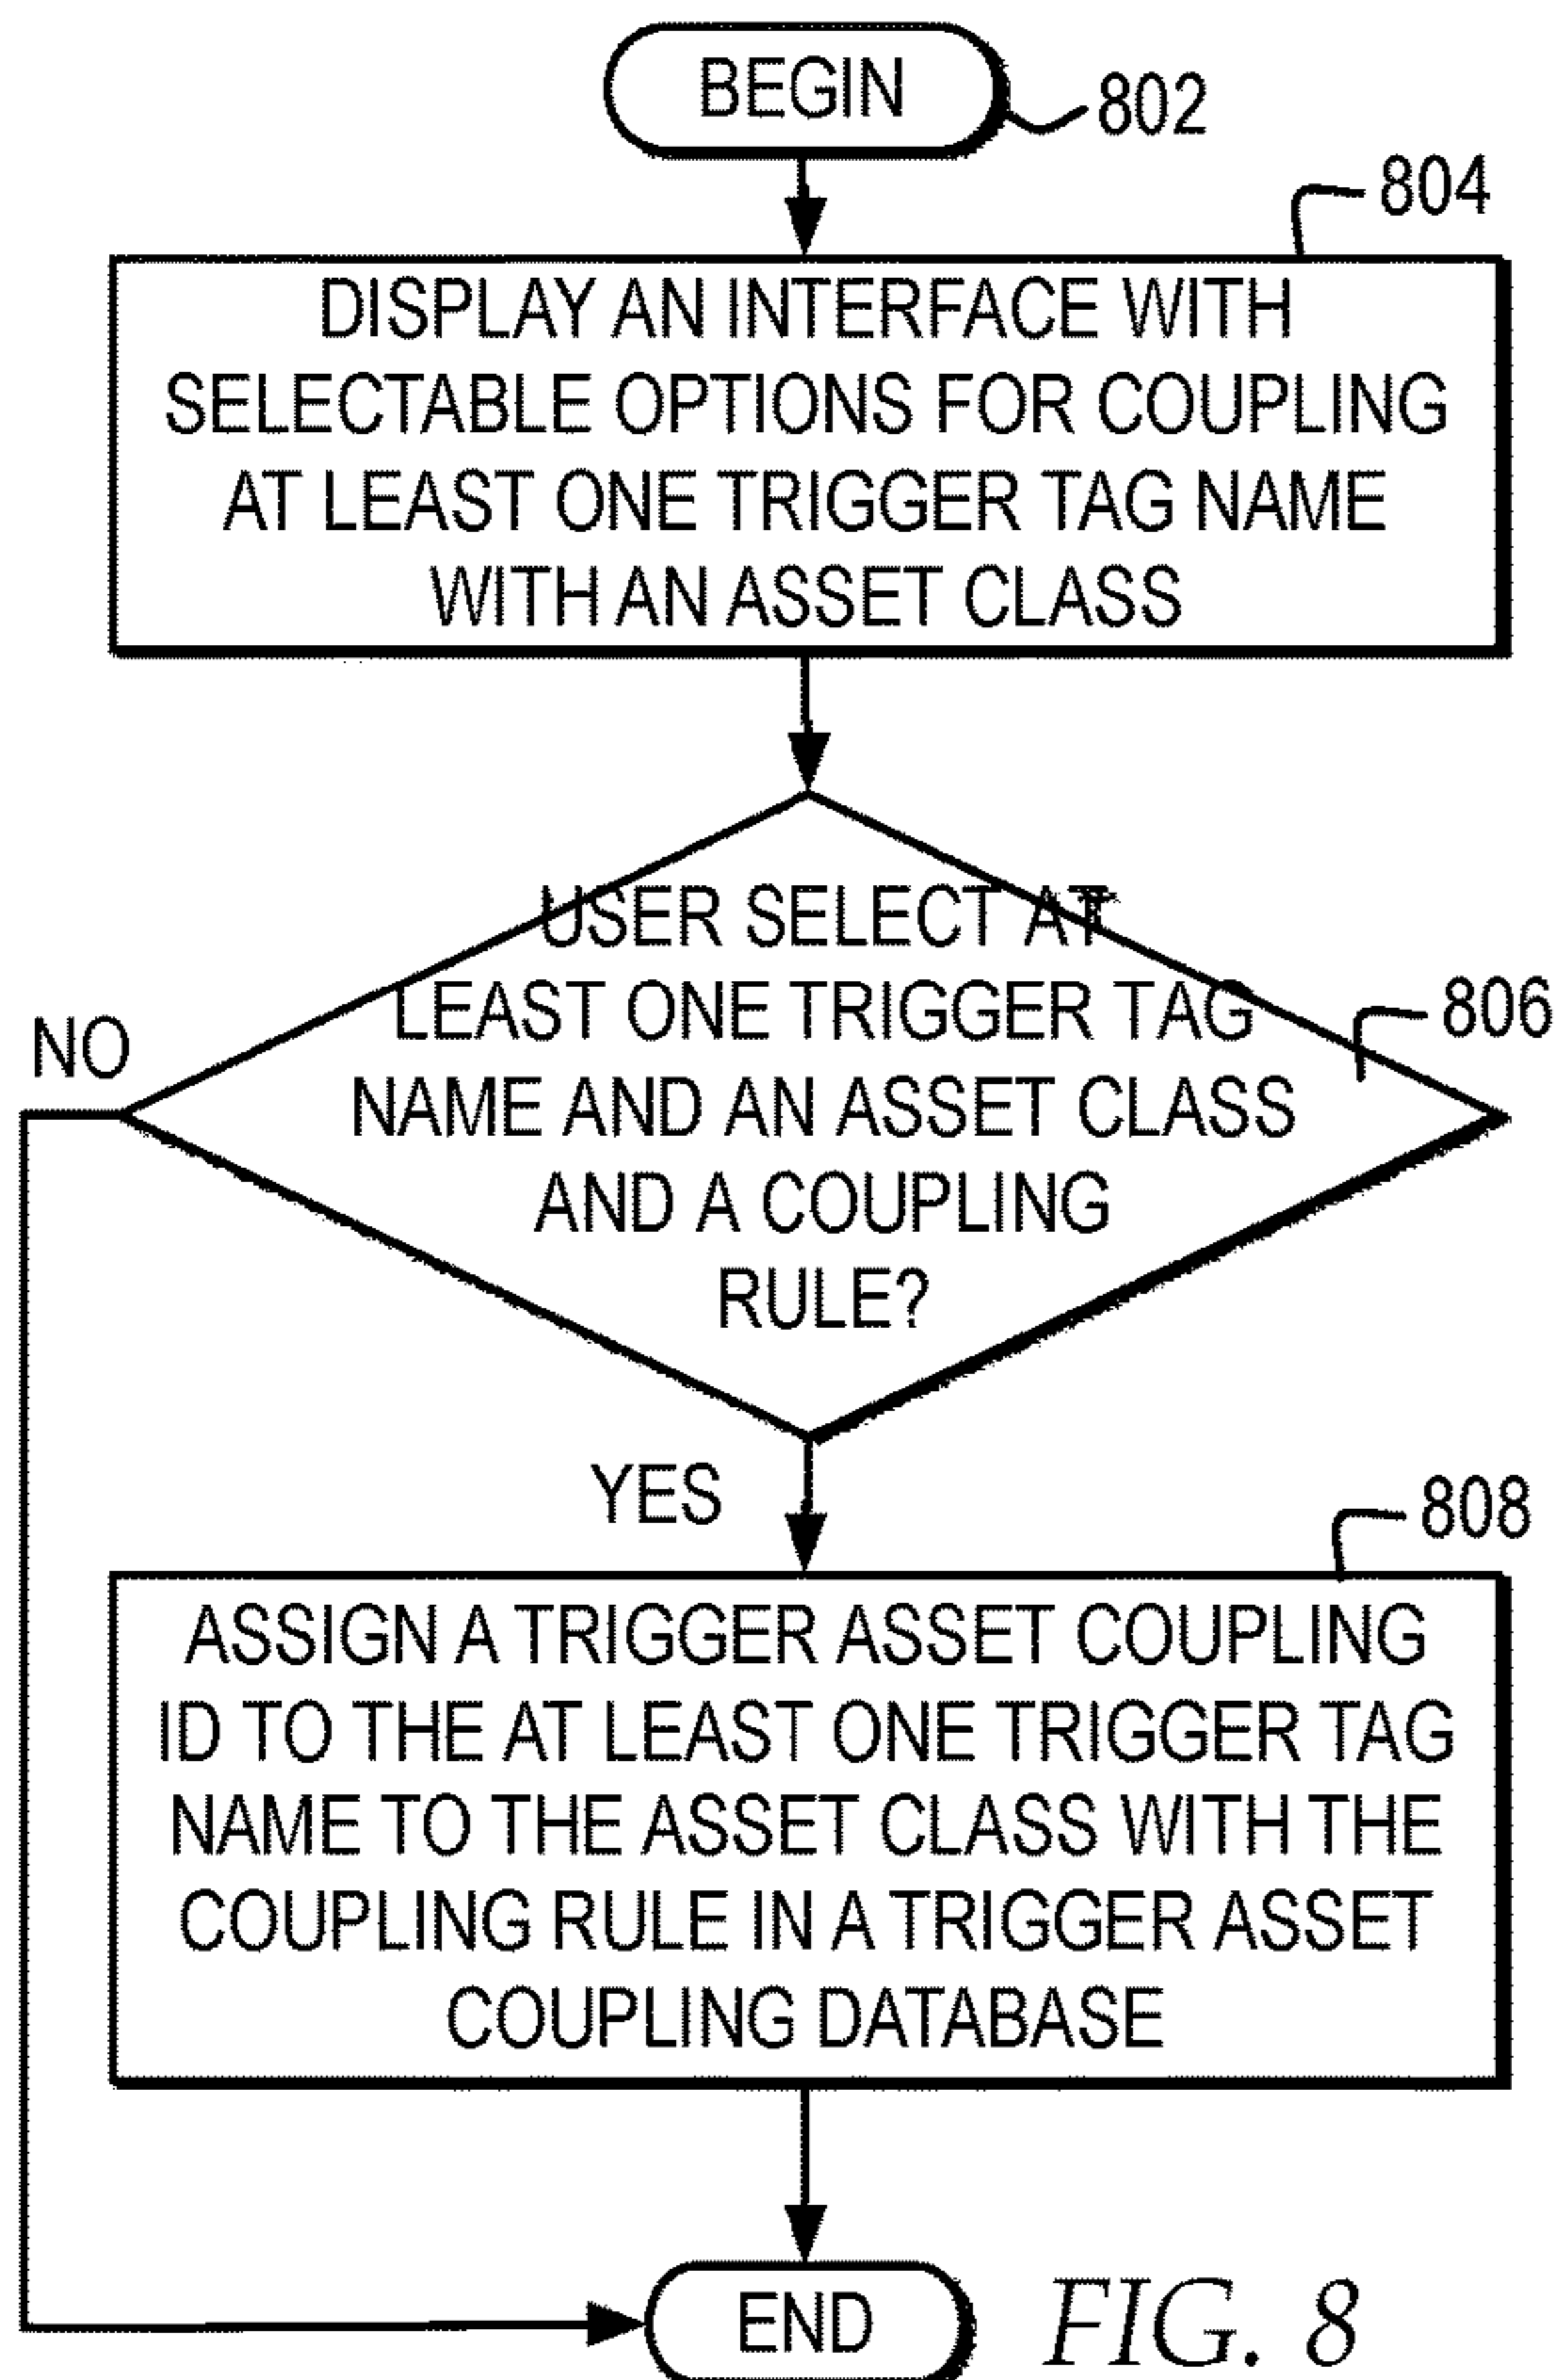 BEGIN
802
804
DISPLAY AN INTERFACE WITH
SELECTABLE OPTIONS FOR COUPLING
AT LEAST ONE TRIGGER TAG NAME
WITH AN ASSET CLASS
USER SELECT AT
LEAST ONE TRIGGER TAG
NAME AND AN ASSET CLASS
AND A COUPLING
RULE?
806
NO
YES
808
ASSIGN A TRIGGER ASSET COUPLING
ID TO THE AT LEAST ONE TRIGGER TAG
NAME TO THE ASSET CLASS WITH THE
COUPLING RULE IN A TRIGGER ASSET
COUPLING DATABASE
END
FIG. 8